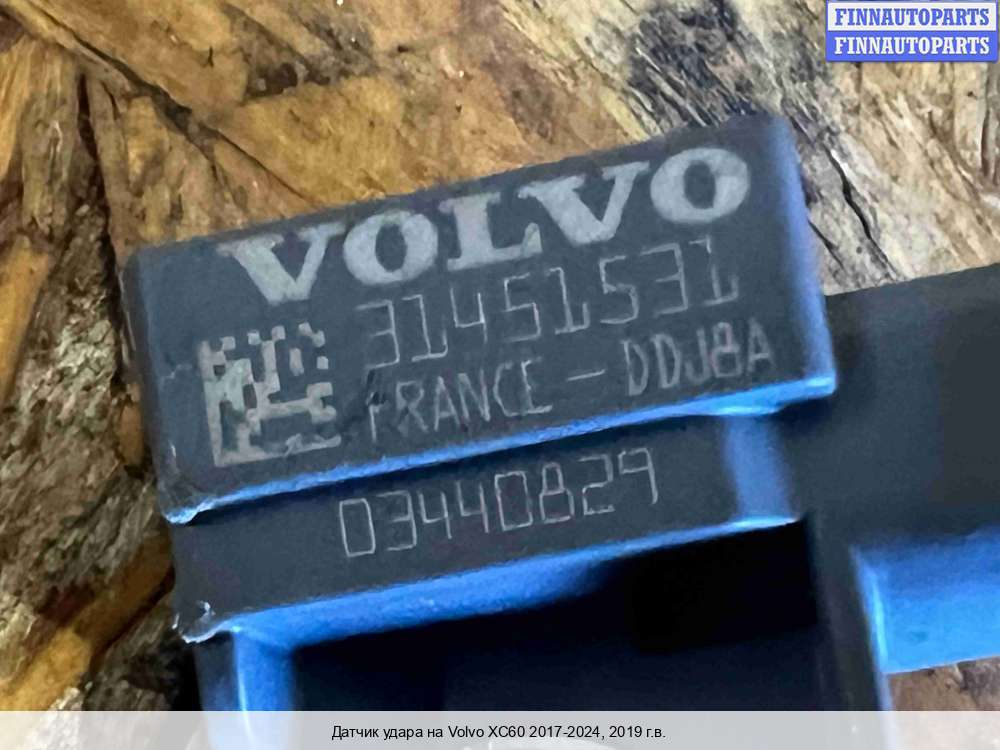 FINNAUTOPARTS
FINNAUTOPARTS
VOLVO
31451531
FRANCE - DDJ8A
03440829
Датчик удара на Volvo XC60 2017-2024, 2019 г.в.